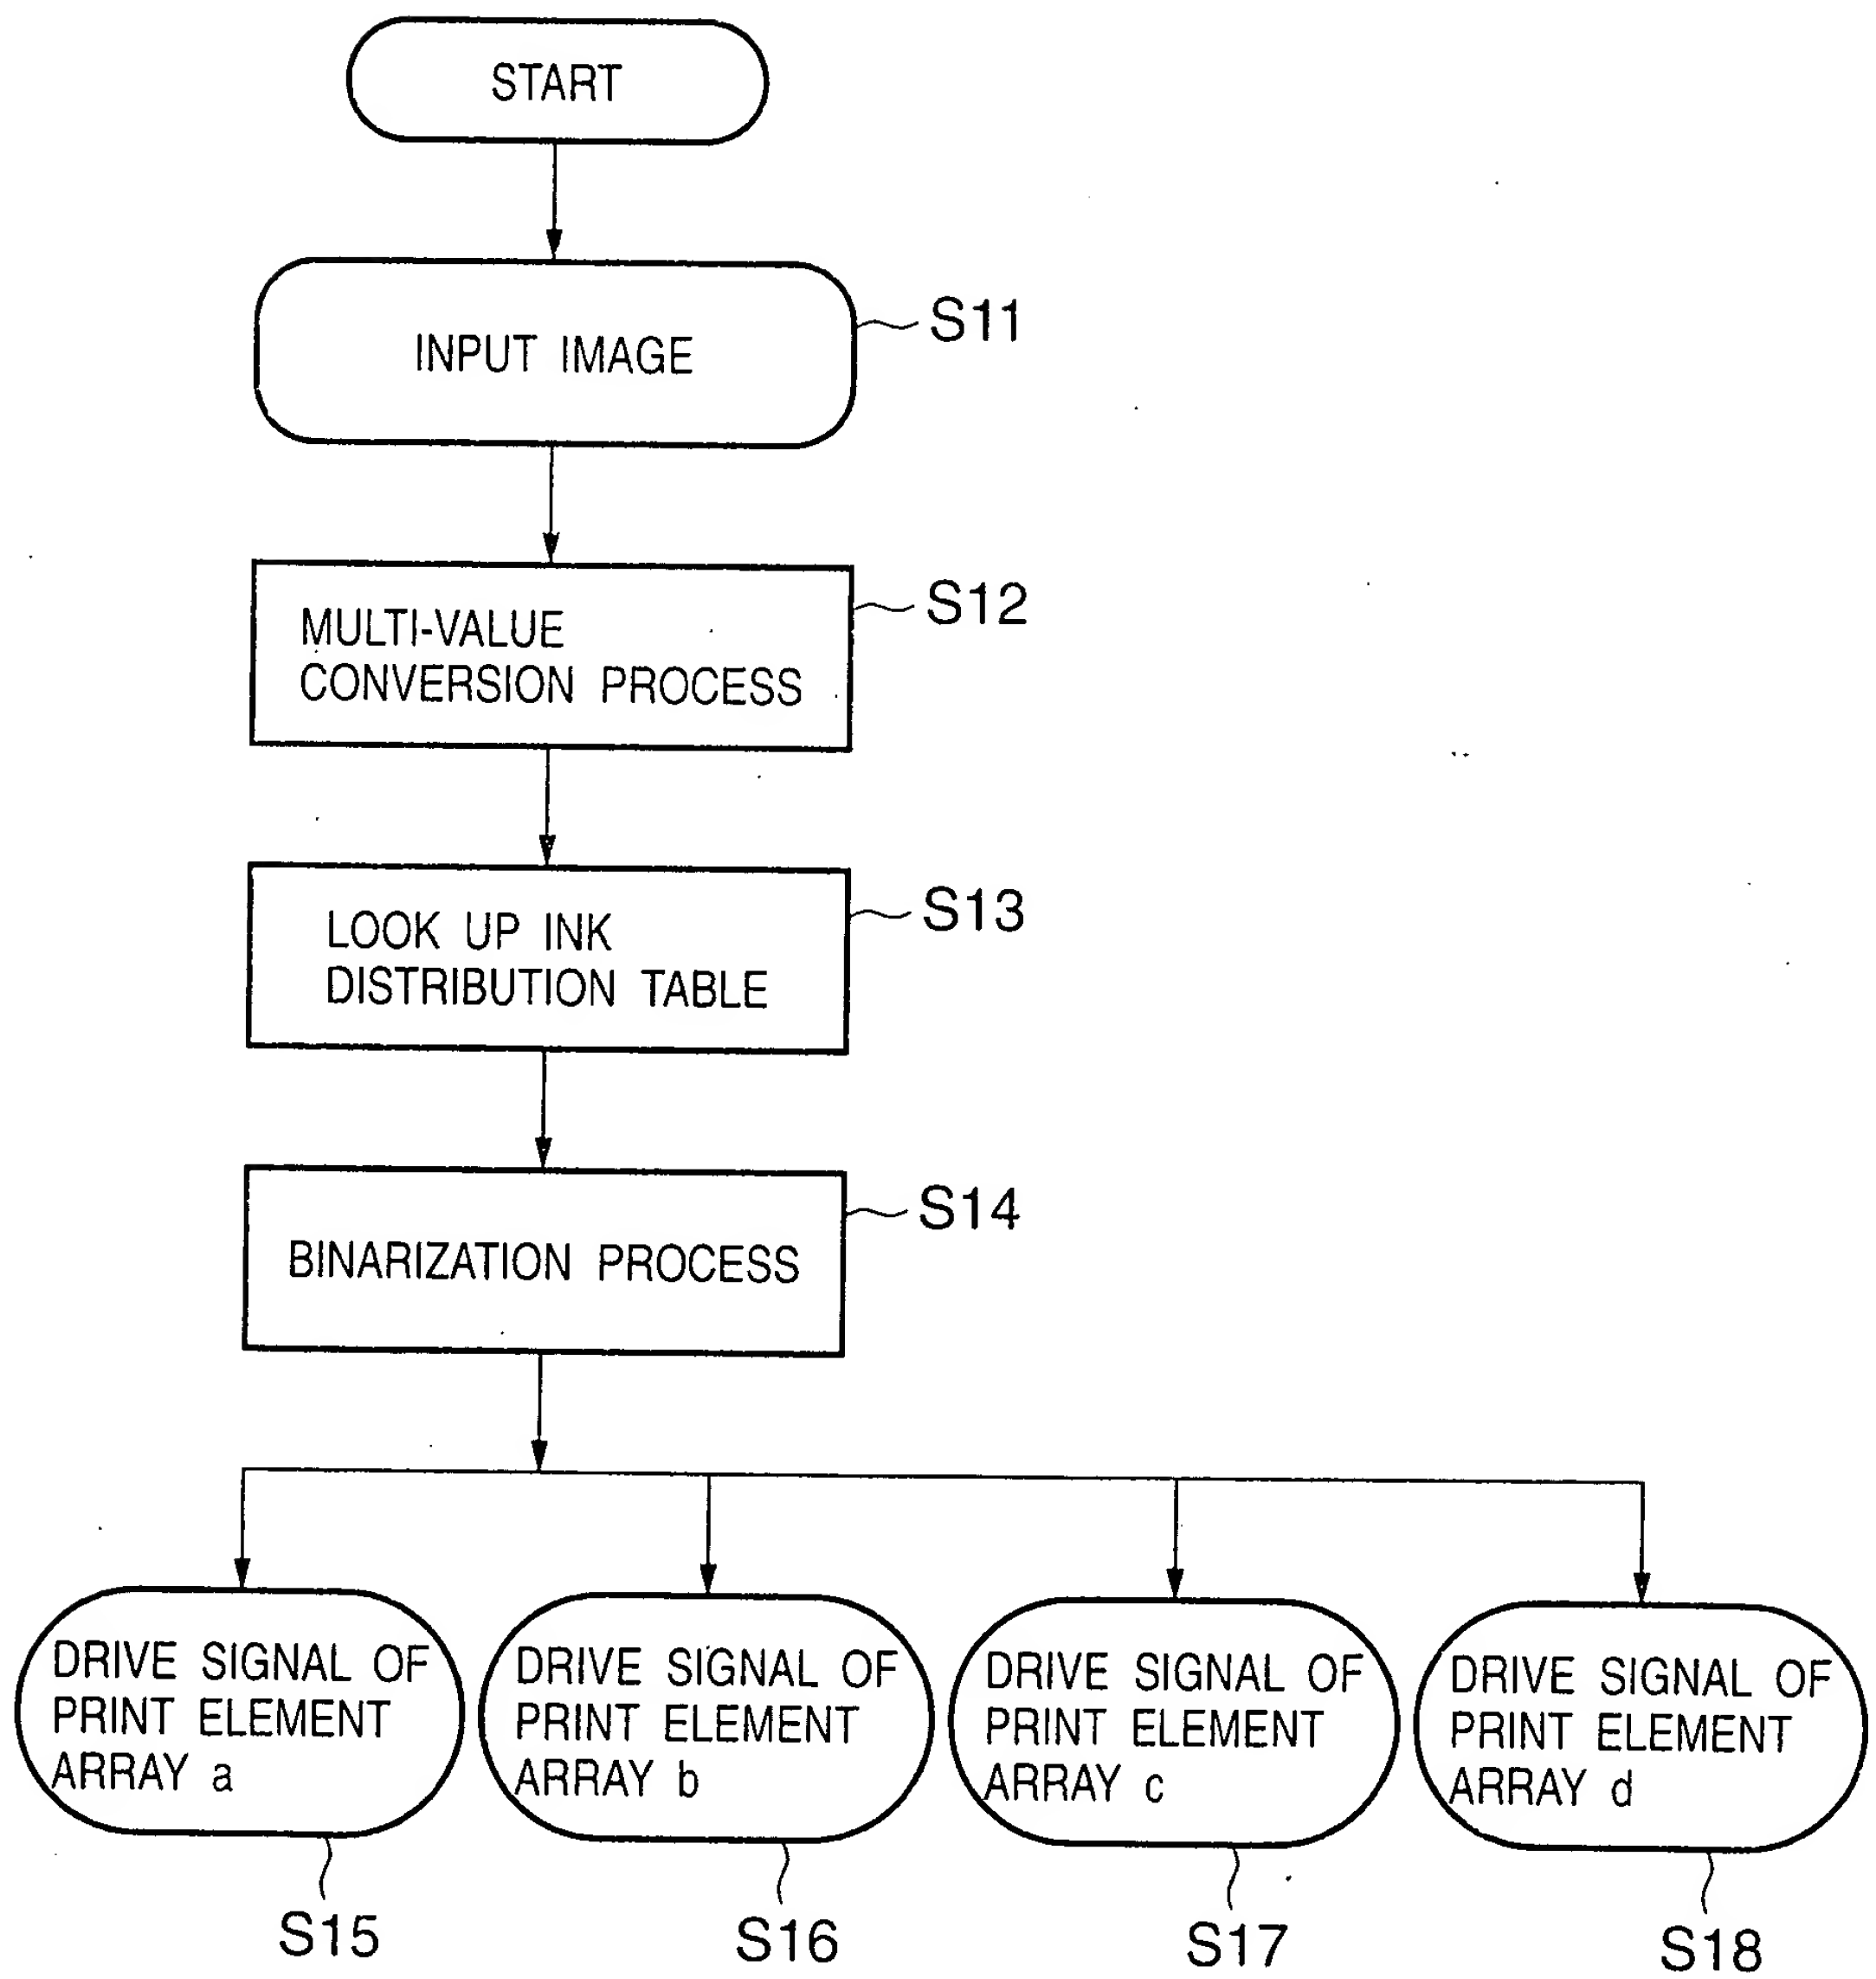 START
INPUT IMAGE
S11
MULTI-VALUE
CONVERSION PROCESS
S12
LOOK UP INK
DISTRIBUTION TABLE
S13
BINARIZATION PROCESS
S14
DRIVE SIGNAL OF
PRINT ELEMENT
ARRAY a
DRIVE SIGNAL OF
PRINT ELEMENT
ARRAY b
DRIVE SIGNAL OF
PRINT ELEMENT
ARRAY c
DRIVE SIGNAL OF
PRINT ELEMENT
ARRAY d
S15
S16
S17
S18